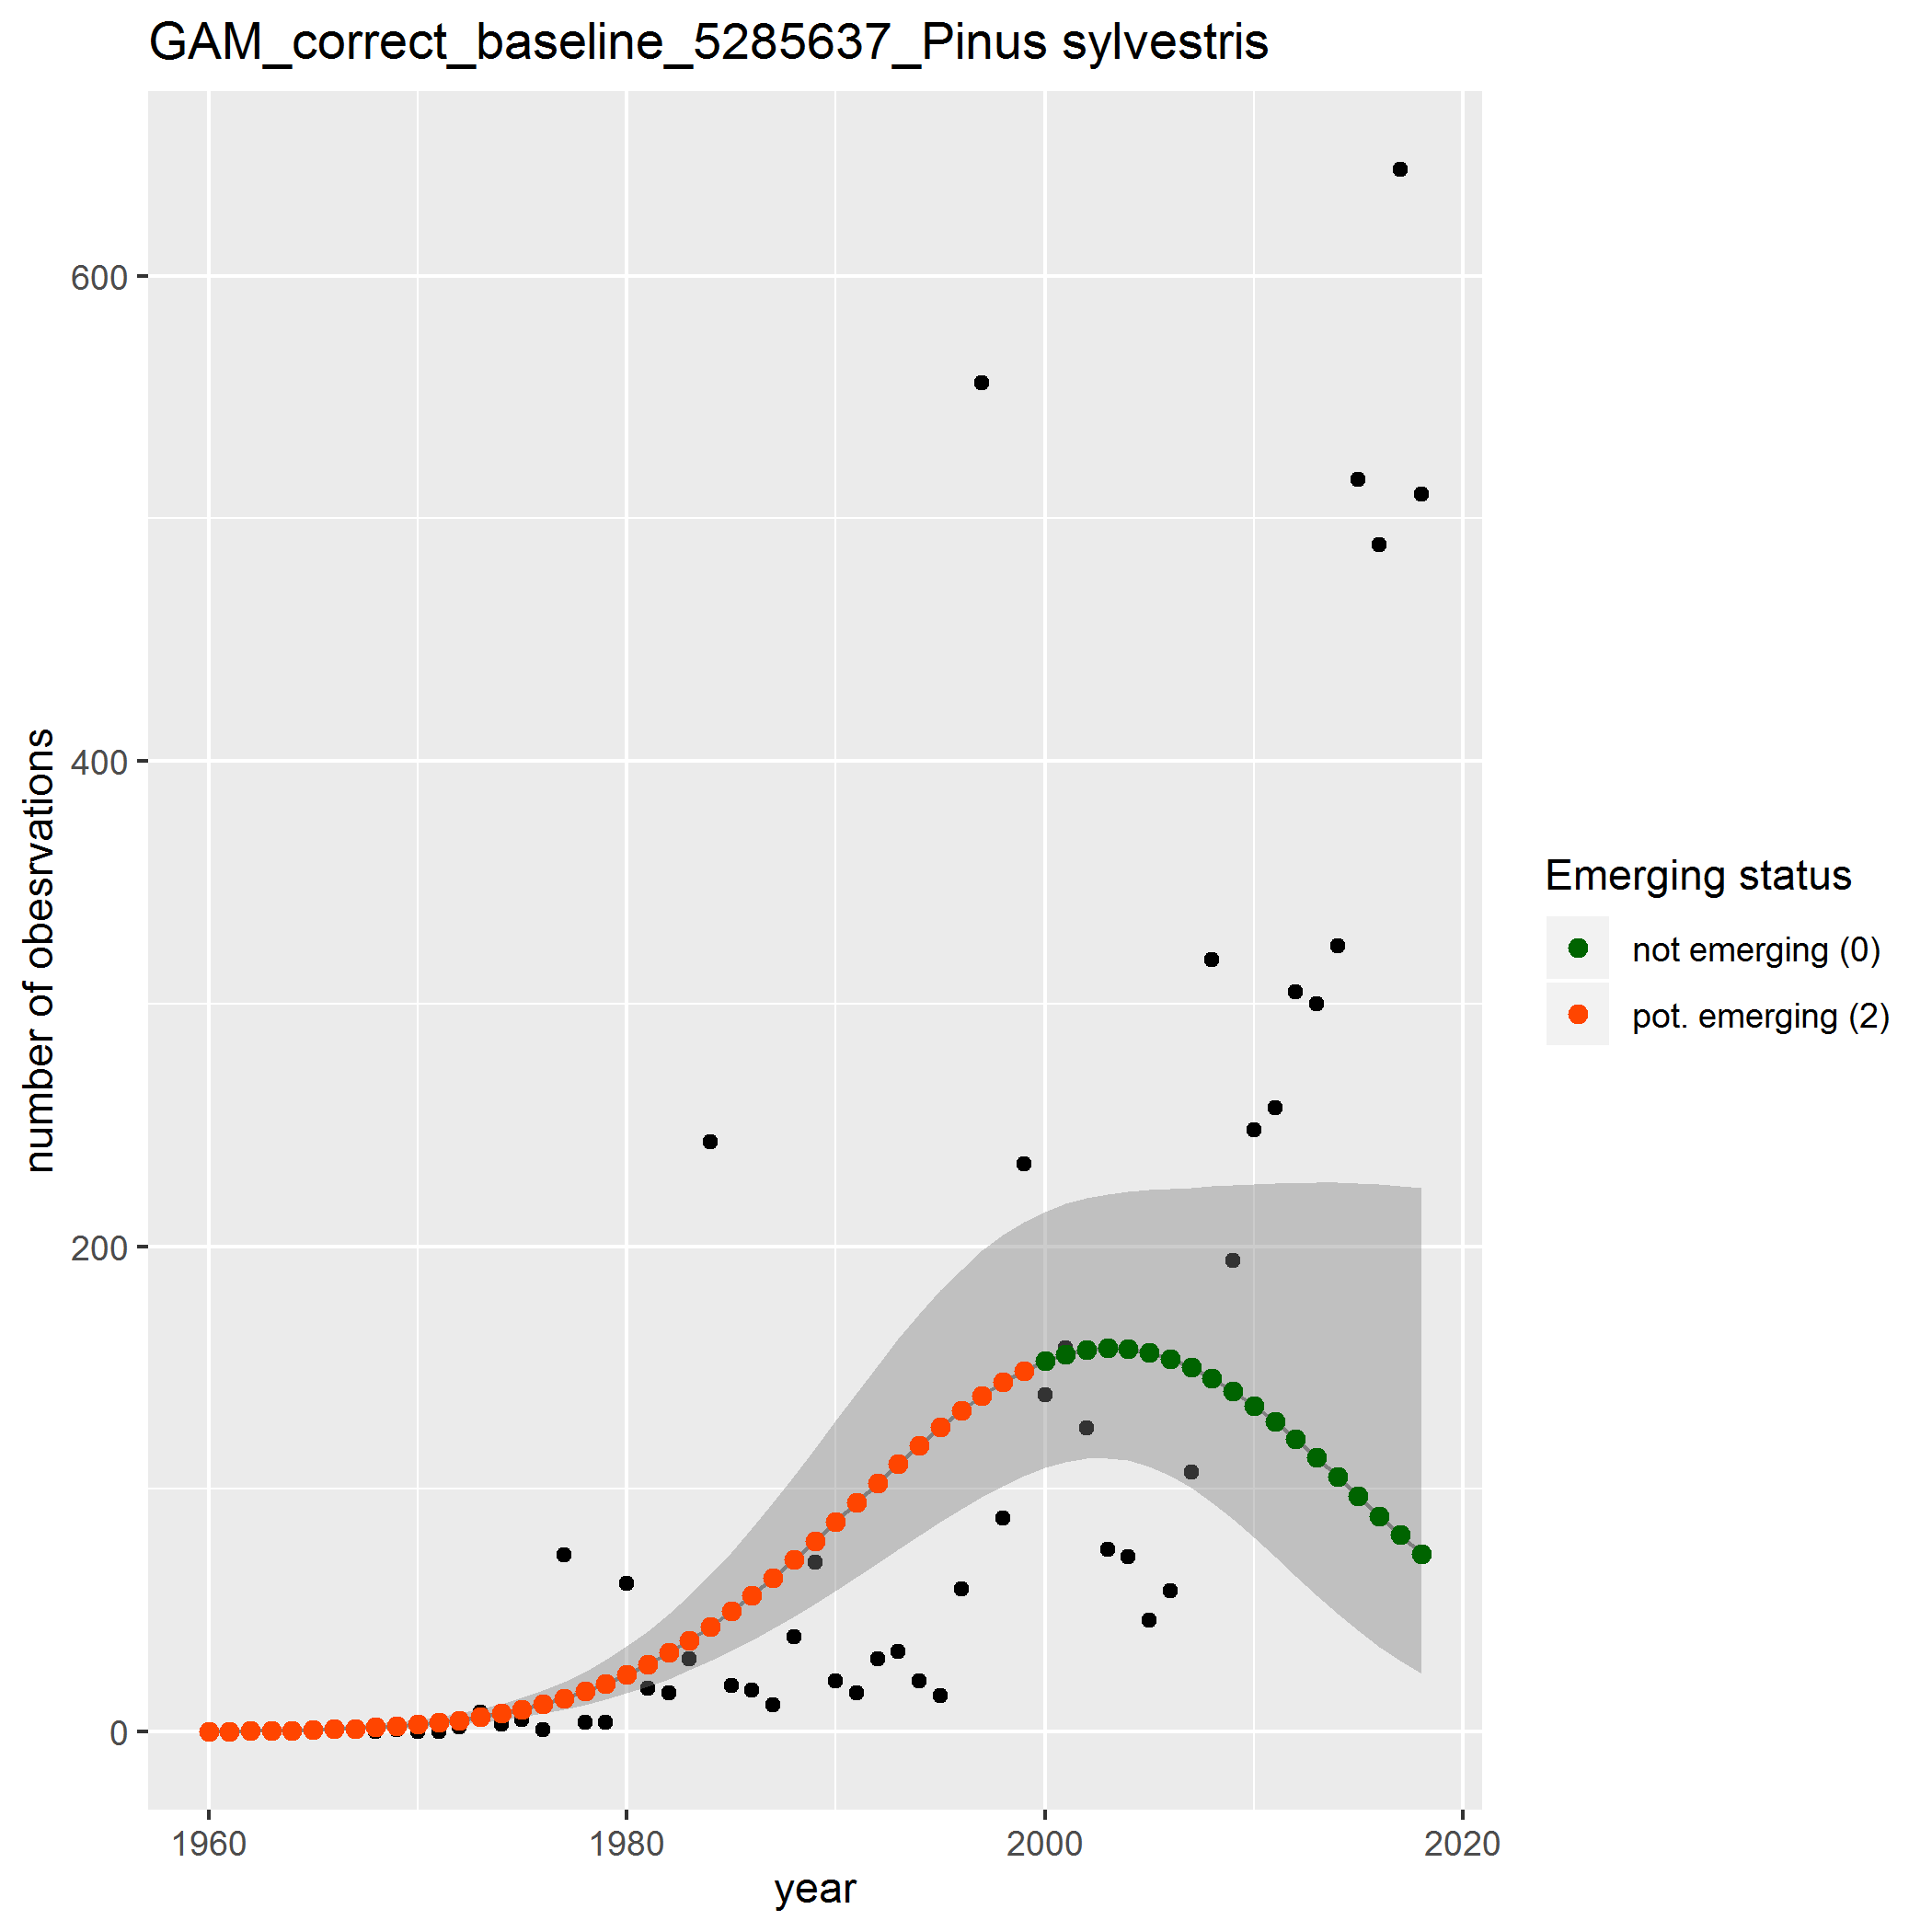 GAM_correct_baseline_5285637_Pinus sylvestris
number of obesrvations
600
400
200
0
1960
1980
2000
2020
year
Emerging status
not emerging (0)
pot. emerging (2)